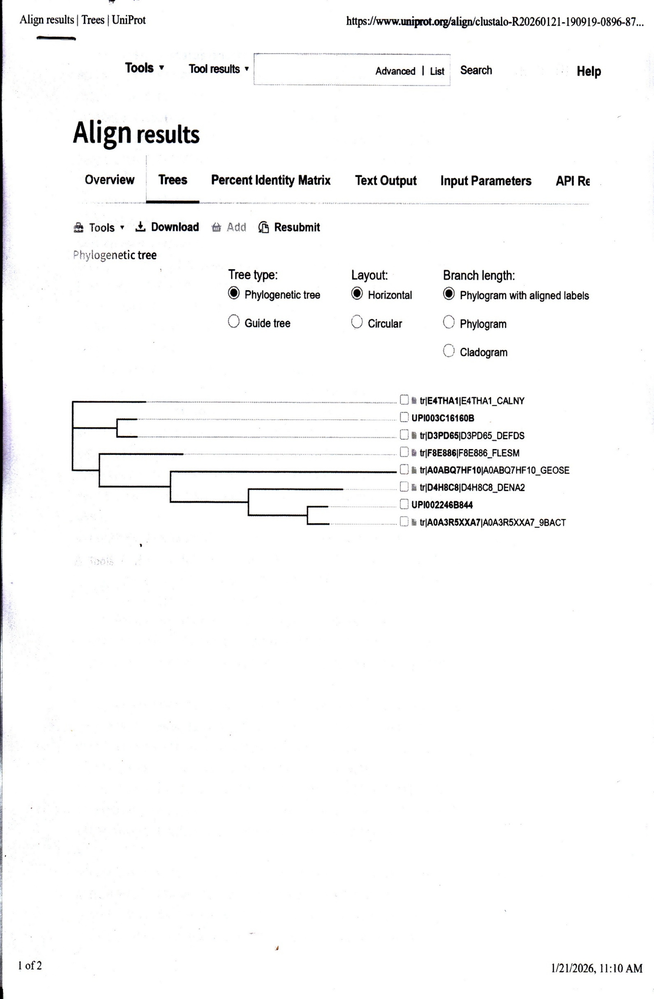 Align results | Trees | UniProt
https://www.uniprot.org/align/clustalo-R20260121-190919-0896-87...
Tools ▾ Tool results ▾ Advanced | List Search Help
Align results
Overview Trees Percent Identity Matrix Text Output Input Parameters API Re
Tools ▾ Download Add Resubmit
Phylogenetic tree
Tree type: Layout: Branch length:
Phylogenetic tree Horizontal Phylogram with aligned labels
Guide tree Circular Phylogram
Cladogram
tr|E4THA1|E4THA1_CALNY
UPI003C16160B
tr|D3PD65|D3PD65_DEFDS
tr|F8E886|F8E886_FLESM
tr|A0ABQ7HF10|A0ABQ7HF10_GEOSE
tr|D4H8C8|D4H8C8_DENA2
UPI002246B844
tr|A0A3R5XXA7|A0A3R5XXA7_9BACT
Tools
1 of 2
1/21/2026, 11:10 AM